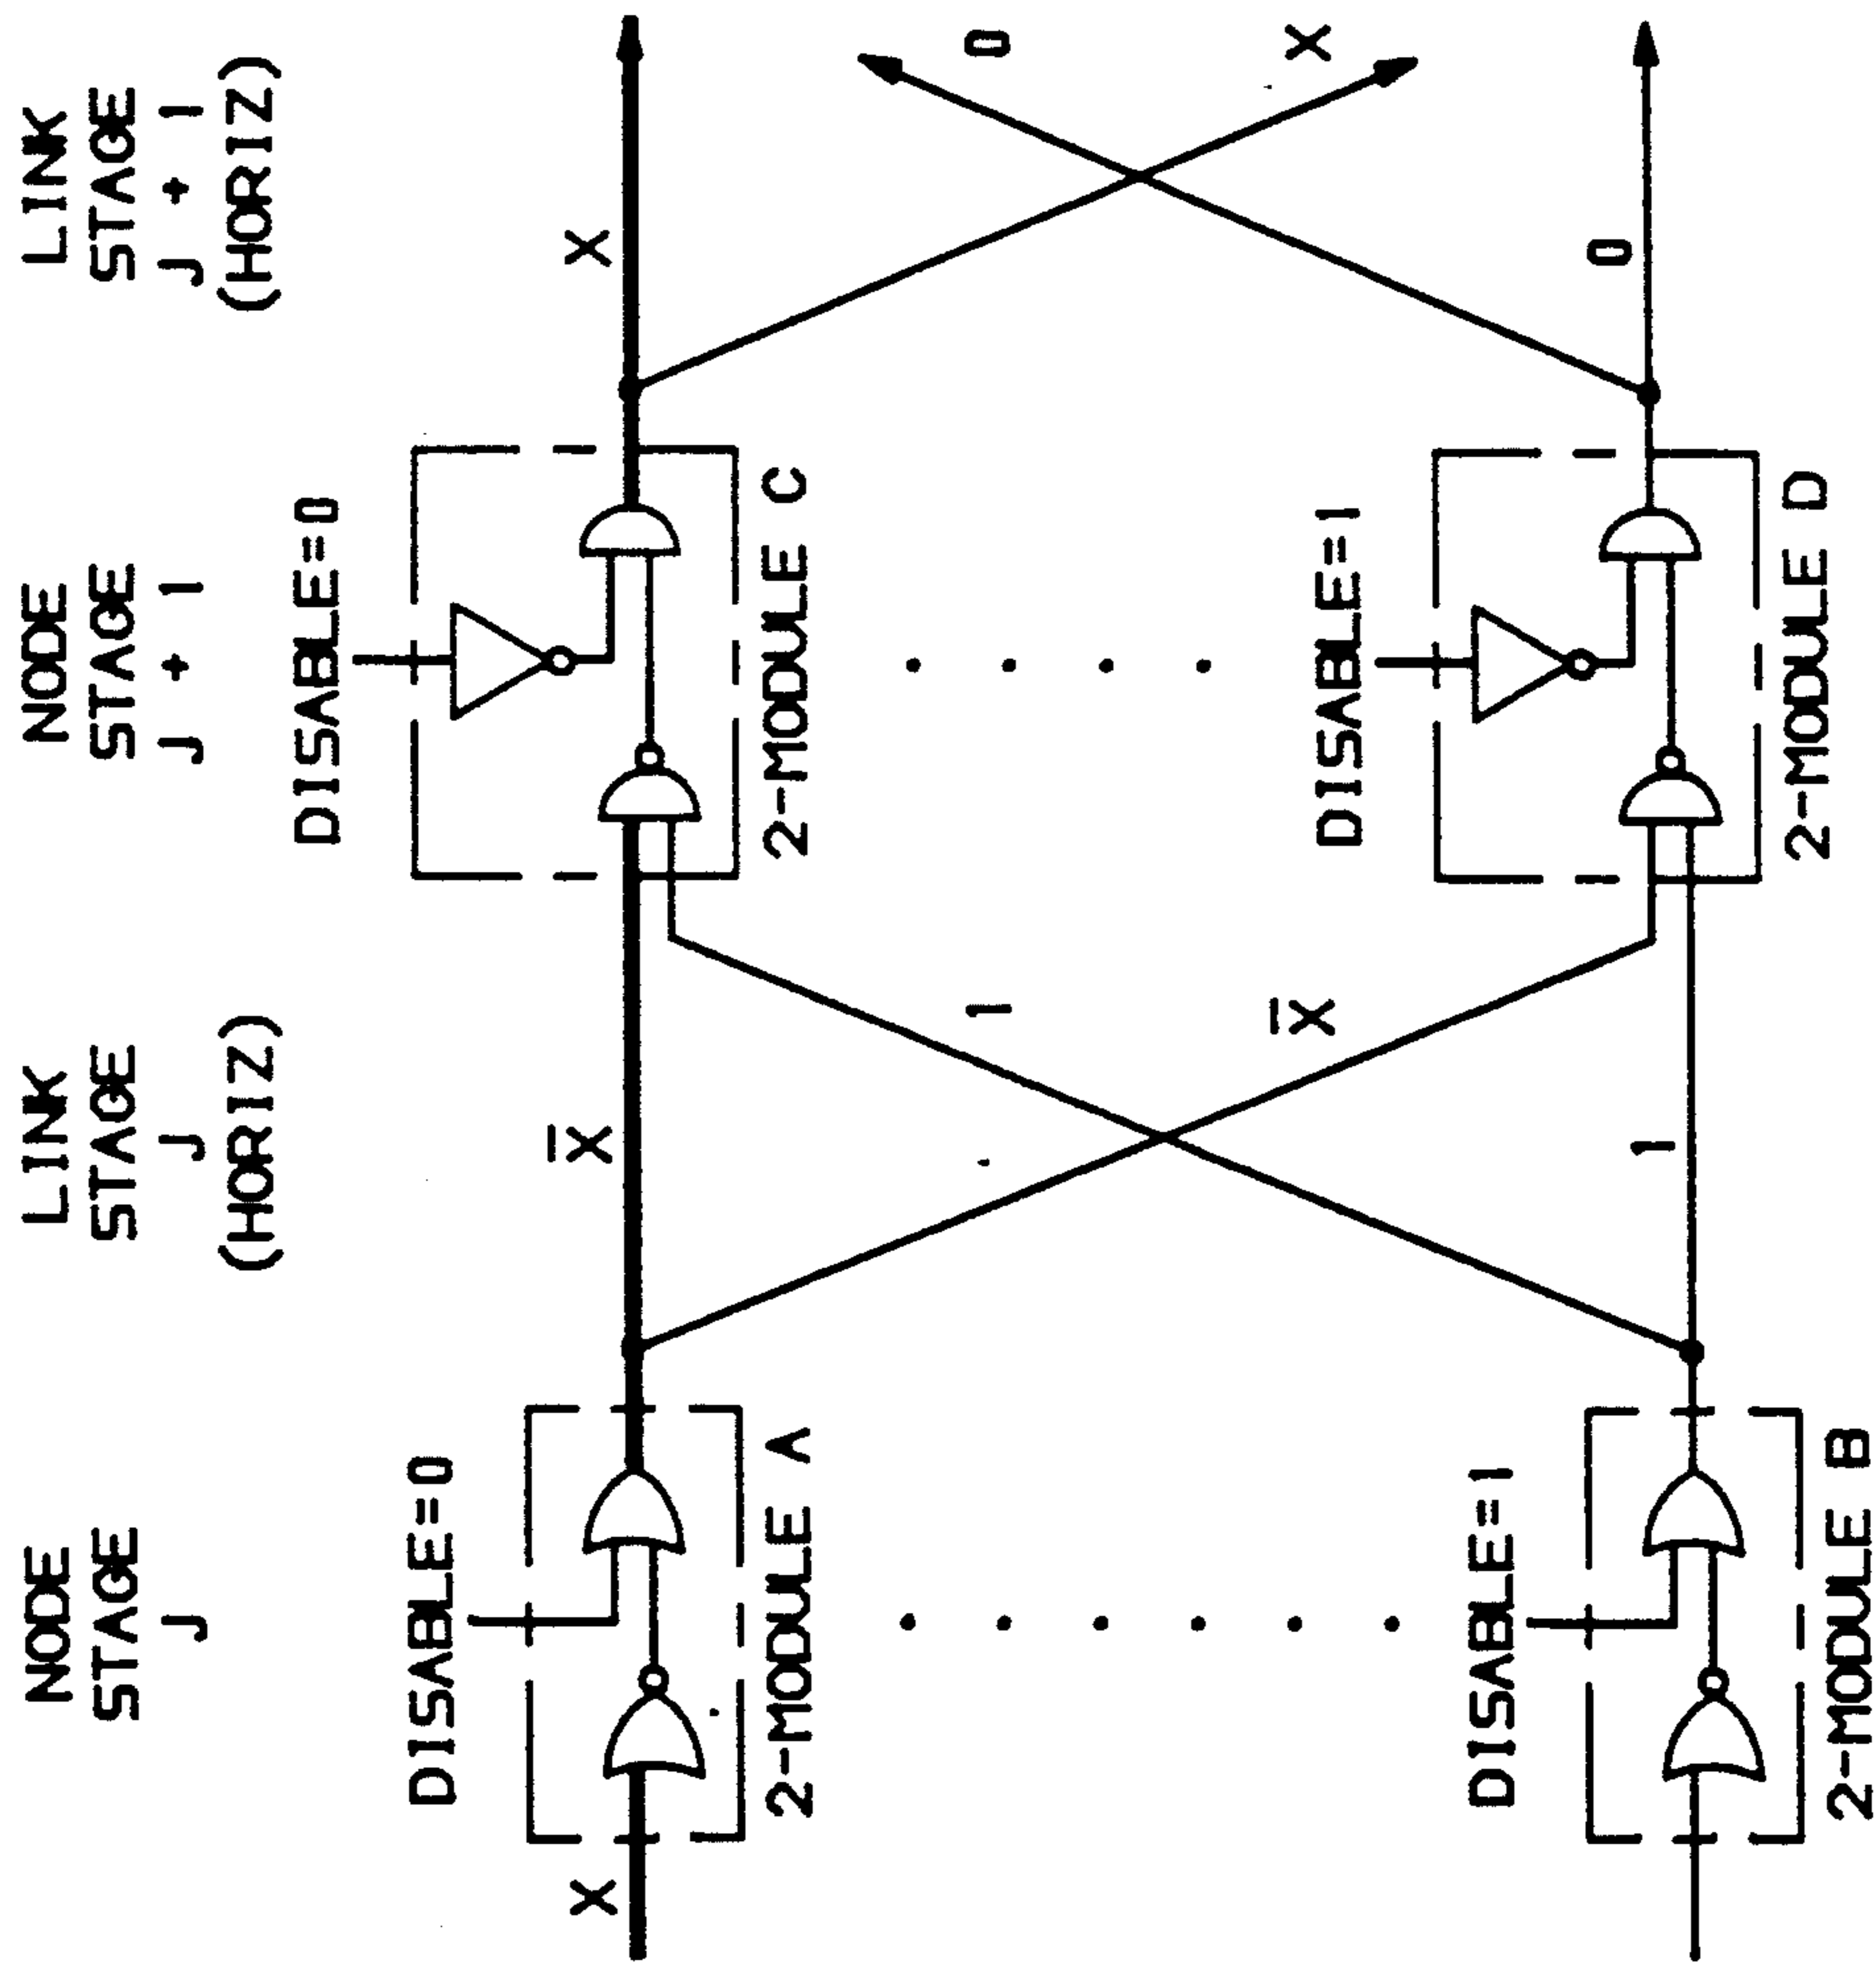 NODE
STAGE
J
LINK
STAGE
J
(HORIZ)
NODE
STAGE
J + 1
LINK
STAGE
J + 1
(HORIZ)
DISABLE=0
X
2-MODULE A
X̅
DISABLE=0
2-MODULE C
X
1
0
X̅
X
DISABLE=1
2-MODULE B
1
DISABLE=1
2-MODULE D
0